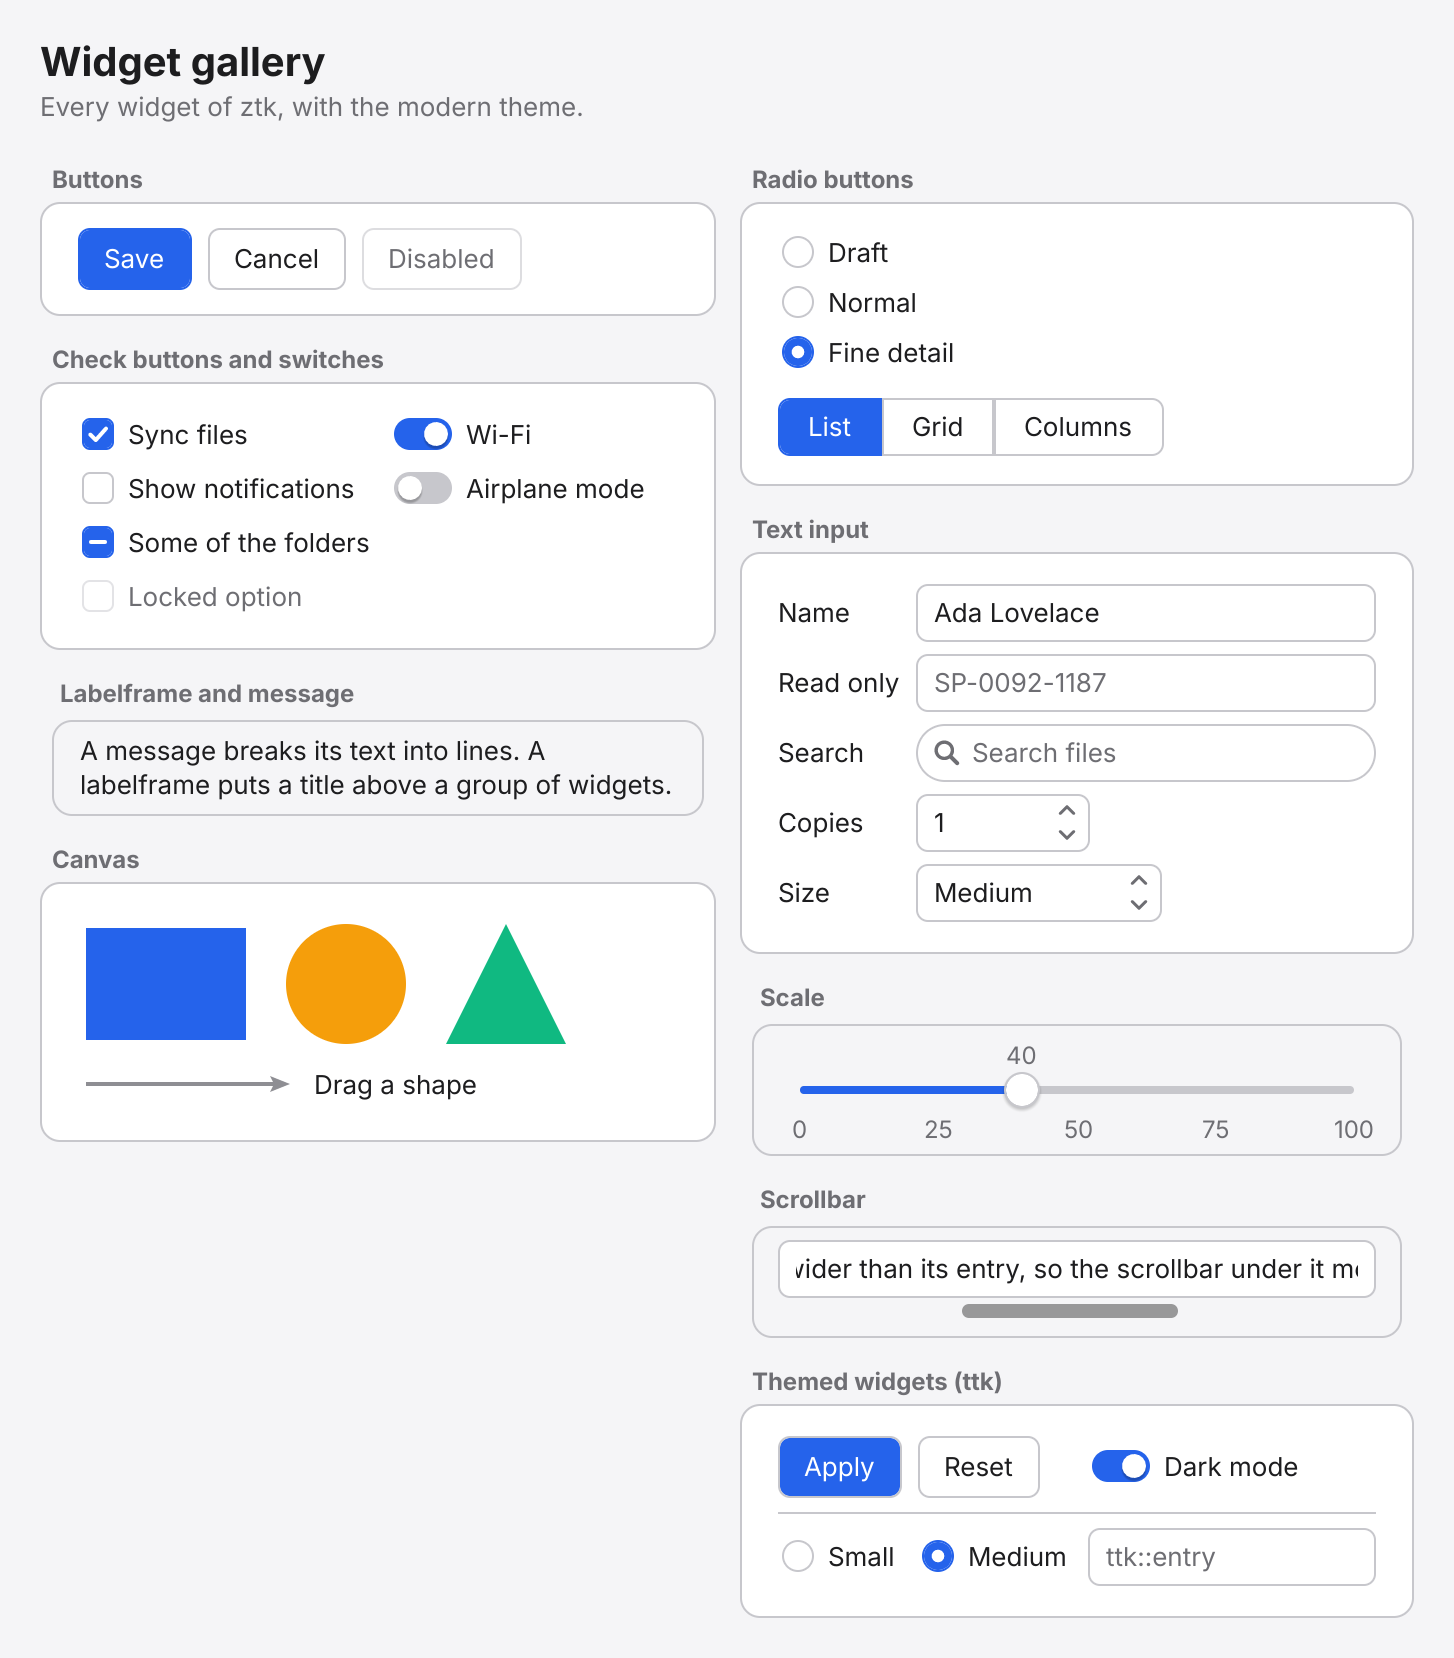 Widget gallery
Every widget of ztk, with the modern theme.
Buttons
Save
Cancel
Disabled
Check buttons and switches
Sync files
Wi-Fi
Show notifications
Airplane mode
Some of the folders
Locked option
Labelframe and message
A message breaks its text into lines. A
labelframe puts a title above a group of widgets.
Canvas
Drag a shape
Radio buttons
Draft
Normal
Fine detail
List
Grid
Columns
Text input
Name
Ada Lovelace
Read only
SP-0092-1187
Search
Search files
Copies
1
Size
Medium
Scale
40
0
25
50
75
100
Scrollbar
than its entry, so the scrollbar under it
Themed widgets (ttk)
Apply
Reset
Dark mode
Small
Medium
ttk::entry